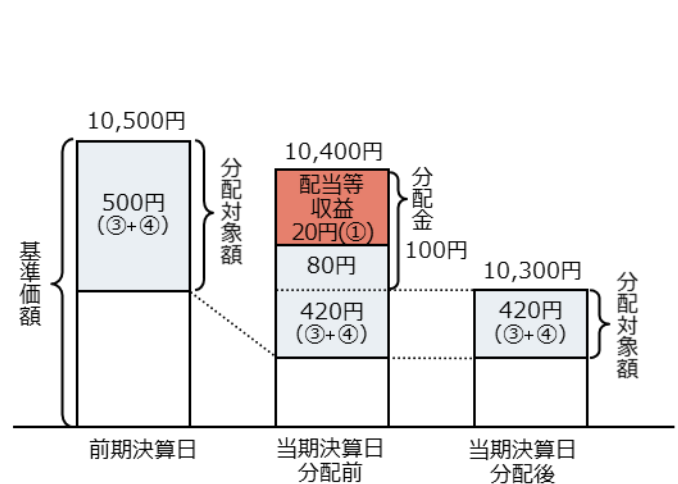 10,500円
500円
(③+④)
分配対象額
基準価額
前期決算日
10,400円
配当等
収益
20円(①)
80円
420円
(③+④)
分配金
100円
当期決算日
分配前
10,300円
420円
(③+④)
分配対象額
当期決算日
分配後